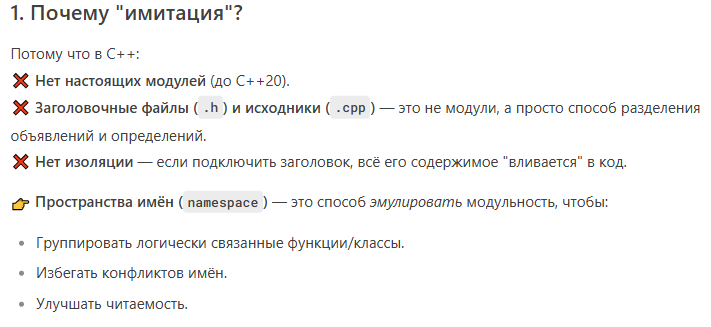 1. Почему "имитация"?
Потому что в C++:
❌ Нет настоящих модулей (до C++20).
❌ Заголовочные файлы (.h) и исходники (.cpp) — это не модули, а просто способ разделения
объявлений и определений.
❌ Нет изоляции — если подключить заголовок, всё его содержимое "вливается" в код.
👉 Пространства имён (namespace) — это способ эмулировать модульность, чтобы:
• Группировать логически связанные функции/классы.
• Избегать конфликтов имён.
• Улучшать читаемость.